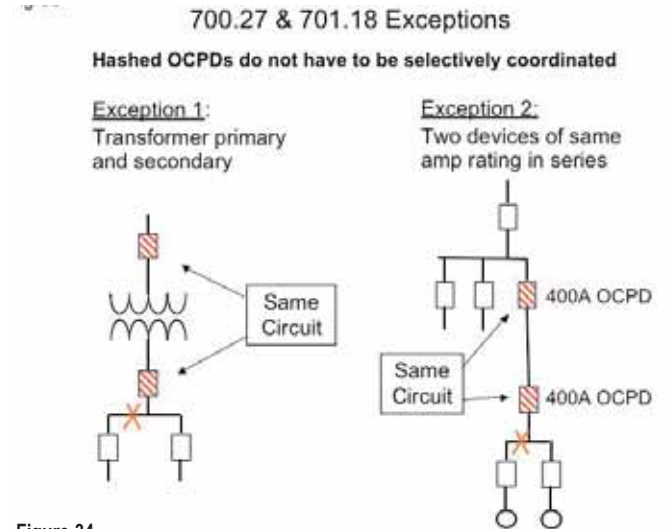 700.27 & 701.18 Exceptions
Hashed OCPDs do not have to be selectively coordinated
Exception 1:
Transformer primary
and secondary
Exception 2:
Two devices of same
amp rating in series
Same
Circuit
400A OCPD
Same
Circuit
400A OCPD
Figure 34